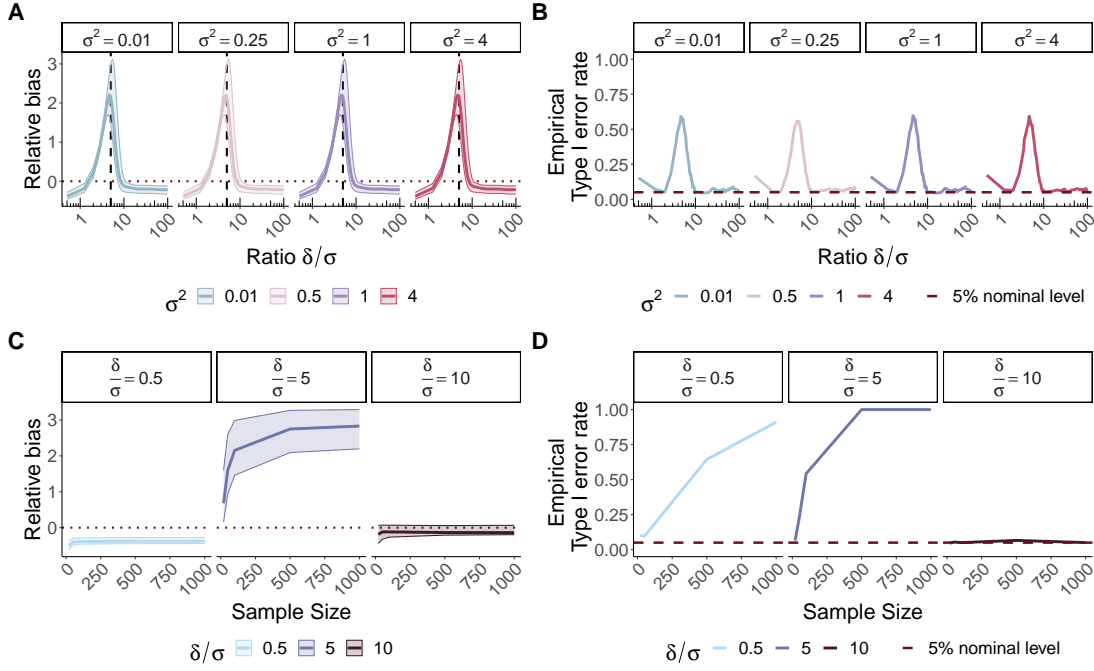 A
σ² = 0.01
σ² = 0.25
σ² = 1
σ² = 4
Relative bias
3
2
1
0
1
10
100
1
10
100
1
10
100
1
10
100
Ratio δ/σ
σ²
0.01
0.5
1
4
B
σ² = 0.01
σ² = 0.25
σ² = 1
σ² = 4
Empirical
Type I error rate
1.00
0.75
0.50
0.25
0.00
1
10
100
1
10
100
1
10
100
1
10
100
Ratio δ/σ
σ²
0.01
0.5
1
4
5% nominal level
C
δ/σ = 0.5
δ/σ = 5
δ/σ = 10
Relative bias
3
2
1
0
0
250
500
750
1000
0
250
500
750
1000
0
250
500
750
1000
Sample Size
δ/σ
0.5
5
10
D
δ/σ = 0.5
δ/σ = 5
δ/σ = 10
Empirical
Type I error rate
1.00
0.75
0.50
0.25
0.00
0
250
500
750
1000
0
250
500
750
1000
0
250
500
750
1000
Sample Size
δ/σ
0.5
5
10
5% nominal level